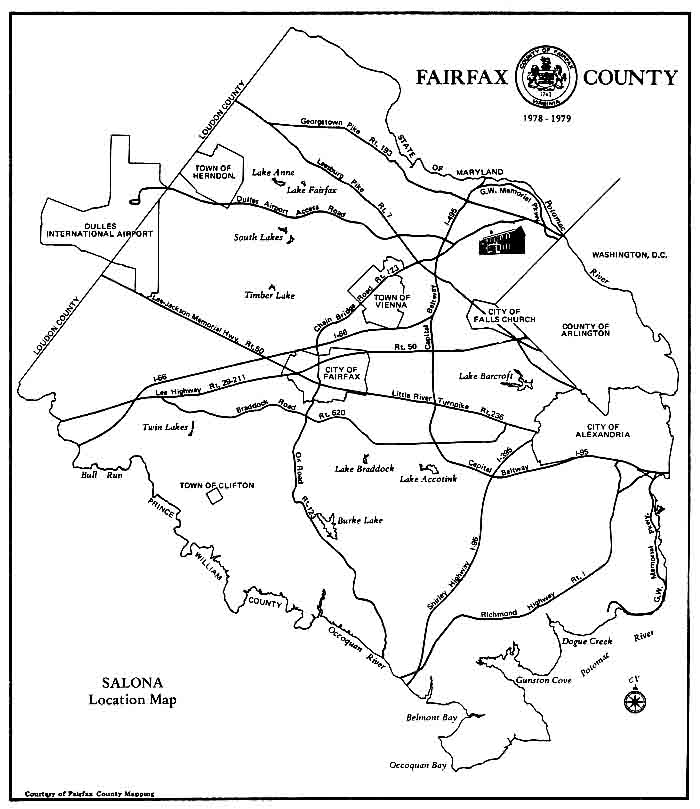 FAIRFAX COUNTY
COUNTY OF FAIRFAX
1742
VIRGINIA
1978 - 1979
LOUDON COUNTY
Georgetown Pike Rt. 193
STATE OF MARYLAND
TOWN OF
HERNDON
Lake Anne
Lake Fairfax
Leesburg Pike Rt. 7
G.W. Memorial Pkwy.
Potomac River
I-495
Dulles Airport Access Road
DULLES
INTERNATIONAL AIRPORT
South Lakes
WASHINGTON, D.C.
Chain Bridge Road Rt. 123
Timber Lake
TOWN OF
VIENNA
Capital Beltway
CITY OF
FALLS CHURCH
COUNTY OF
ARLINGTON
Lee-Jackson Memorial Hwy. Rt. 50
LOUDON COUNTY
I-66
Rt. 50
CITY OF
FAIRFAX
I-66
Lee Highway Rt. 29-211
Lake Barcroft
Little River Turnpike Rt. 236
Braddock Road Rt. 620
Twin Lakes
CITY OF
ALEXANDRIA
I-395
Capital Beltway I-95
Bull Run
Ox Road Rt. 123
Lake Braddock
Lake Accotink
TOWN OF CLIFTON
PRINCE WILLIAM COUNTY
Burke Lake
Shirley Highway I-95
G.W. Memorial Pkwy.
Richmond Highway Rt. 1
Occoquan River
Dogue Creek
Potomac River
Gunston Cove
SALONA
Location Map
Belmont Bay
Occoquan Bay
Courtesy of Fairfax County Mapping